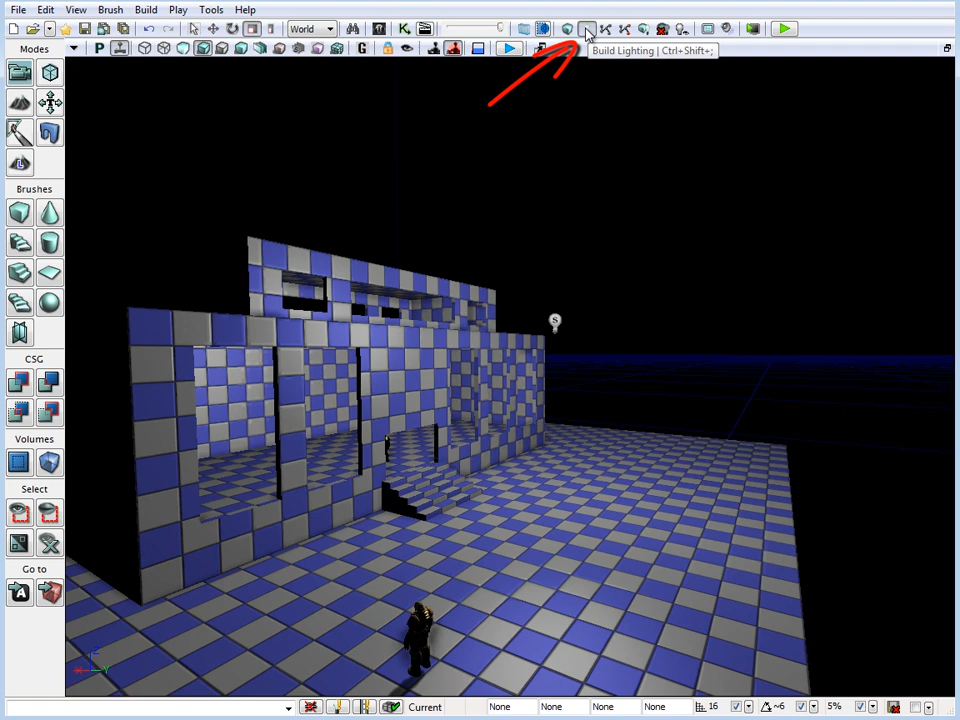 File Edit View Brush Build Play Tools Help
World
Modes P G
Build Lighting | Ctrl+Shift+;
L
Brushes
S
CSG
Volumes
Select
Go to
A
Y
Current None None None None 16 ~6 5%